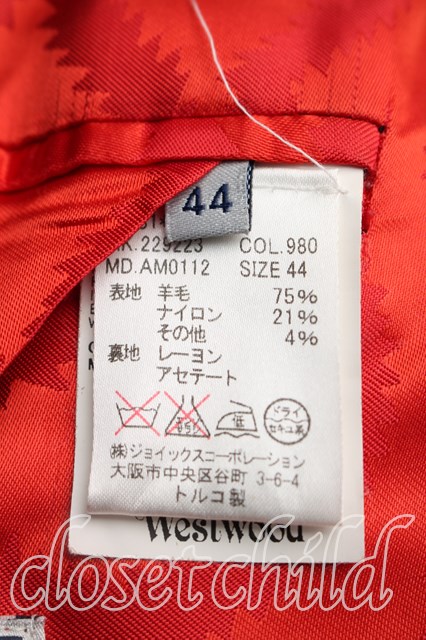 44
.229223 COL.980
MD.AM0112 SIZE 44
表地 羊毛 75%
ナイロン 21%
その他 4%
裏地 レーヨン
アセテート
低 ドライ
セキユ系
㈱ジョイックスコーポレーション
大阪市中央区谷町 3-6-4
トルコ製
Westwood
closet child